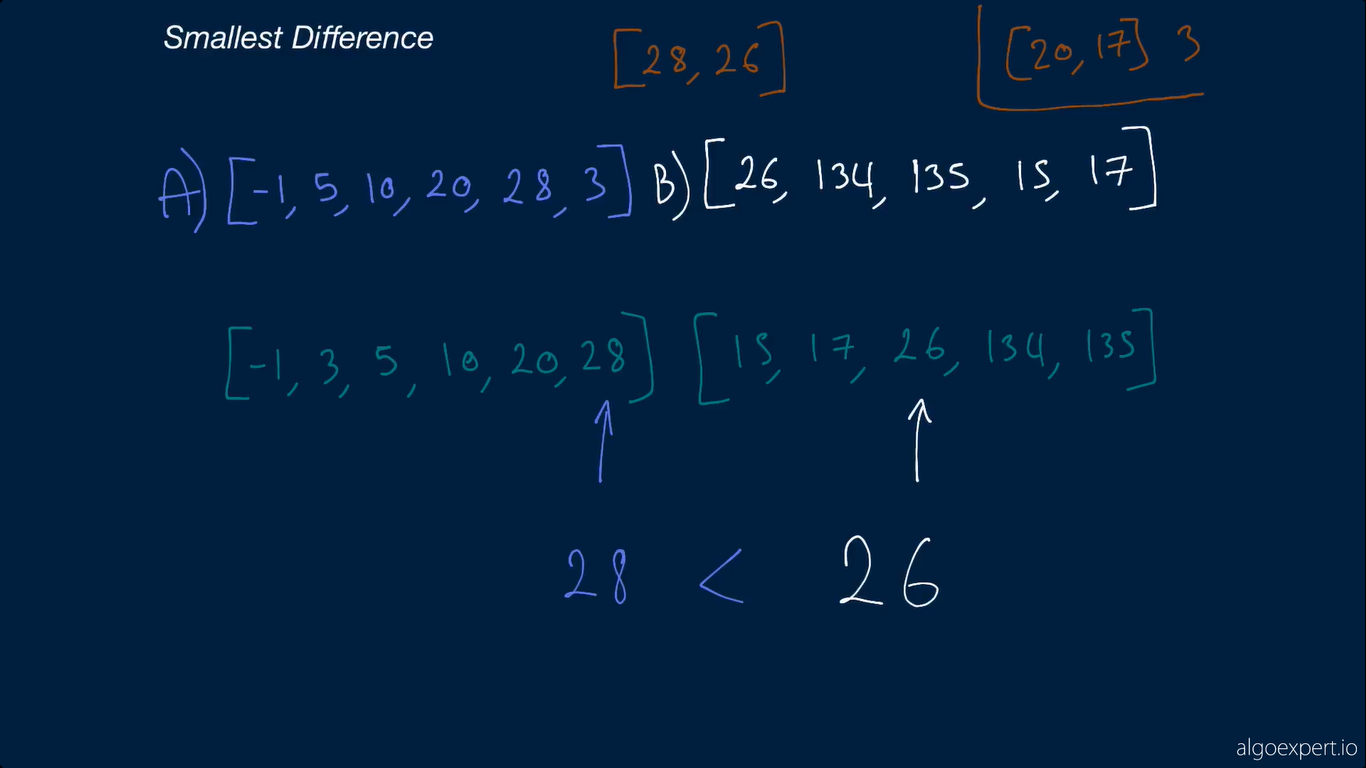 Smallest Difference
[28, 26]
[20, 17] 3
A) [-1, 5, 10, 20, 28, 3] B) [26, 134, 135, 15, 17]
[-1, 3, 5, 10, 20, 28] [15, 17, 26, 134, 135]
28 < 26
algoexpert.io